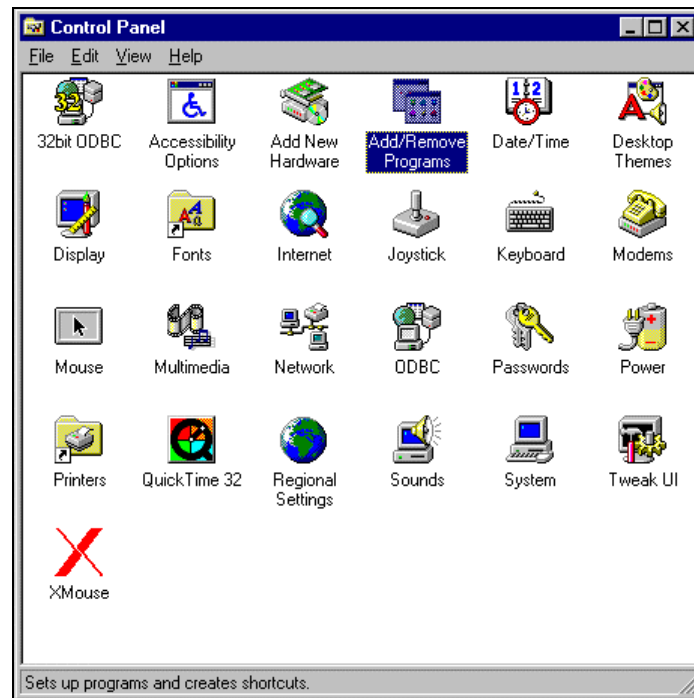 Control Panel
File Edit View Help
32bit ODBC
Accessibility
Options
Add New
Hardware
Add/Remove
Programs
Date/Time
Desktop
Themes
Display
Fonts
Internet
Joystick
Keyboard
Modems
Mouse
Multimedia
Network
ODBC
Passwords
Power
Printers
QuickTime 32
Regional
Settings
Sounds
System
Tweak UI
XMouse
Sets up programs and creates shortcuts.